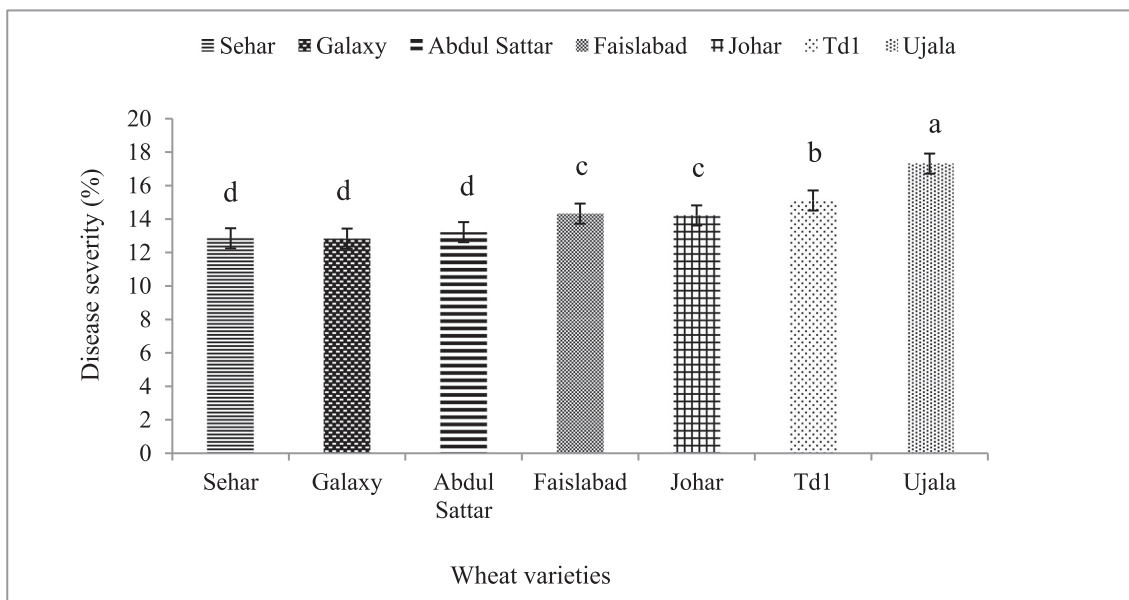 Sehar Galaxy Abdul Sattar Faislabad Johar Td1 Ujala
Disease severity (%)
20
18
16
14
12
10
8
6
4
2
0
d d d c c b a
Sehar Galaxy Abdul Sattar Faislabad Johar Td1 Ujala
Wheat varieties